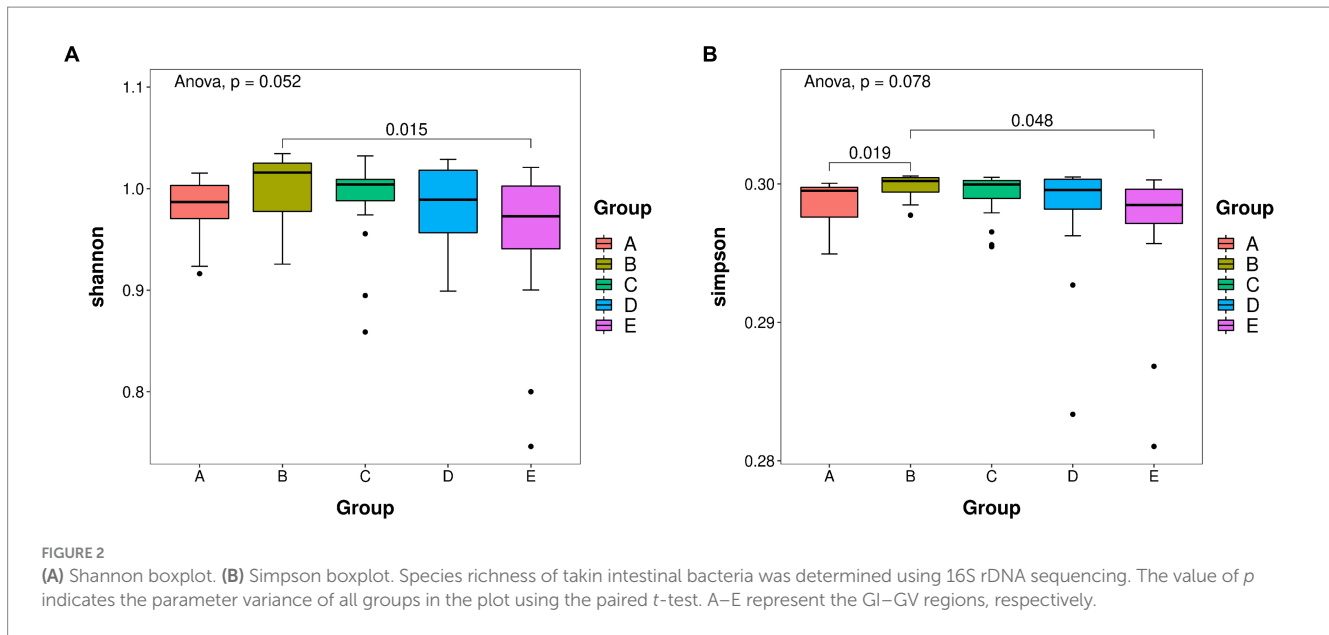 A
Anova, p = 0.052
0.015
1.1
1.0
0.9
0.8
shannon
A B C D E
Group
Group
A
B
C
D
E
B
Anova, p = 0.078
0.048
0.019
0.30
0.29
0.28
simpson
A B C D E
Group
Group
A
B
C
D
E
FIGURE 2
(A) Shannon boxplot. (B) Simpson boxplot. Species richness of takin intestinal bacteria was determined using 16S rDNA sequencing. The value of p
indicates the parameter variance of all groups in the plot using the paired t-test. A–E represent the GI–GV regions, respectively.